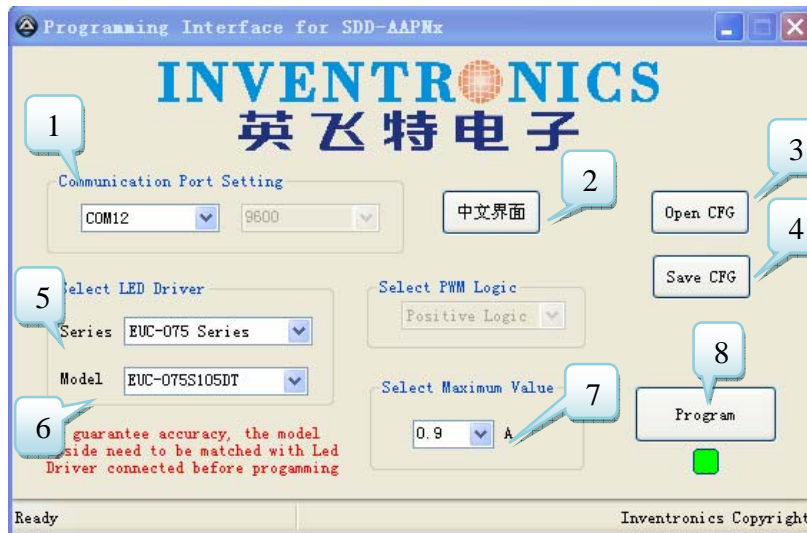 Programming Interface for SDD-AAPNx
INVENTRONICS
英飞特电子
1
2
3
Communication Port Setting
COM12
9600
中文界面
Open CFG
4
Save CFG
5
Select LED Driver
Select PWM Logic
Series
EUC-075 Series
Positive Logic
8
Model
EUC-075S105DT
Select Maximum Value
7
Program
6
0.9
A
guarantee accuracy, the model
side need to be matched with Led
Driver connected before progamming
Ready
Inventronics Copyright